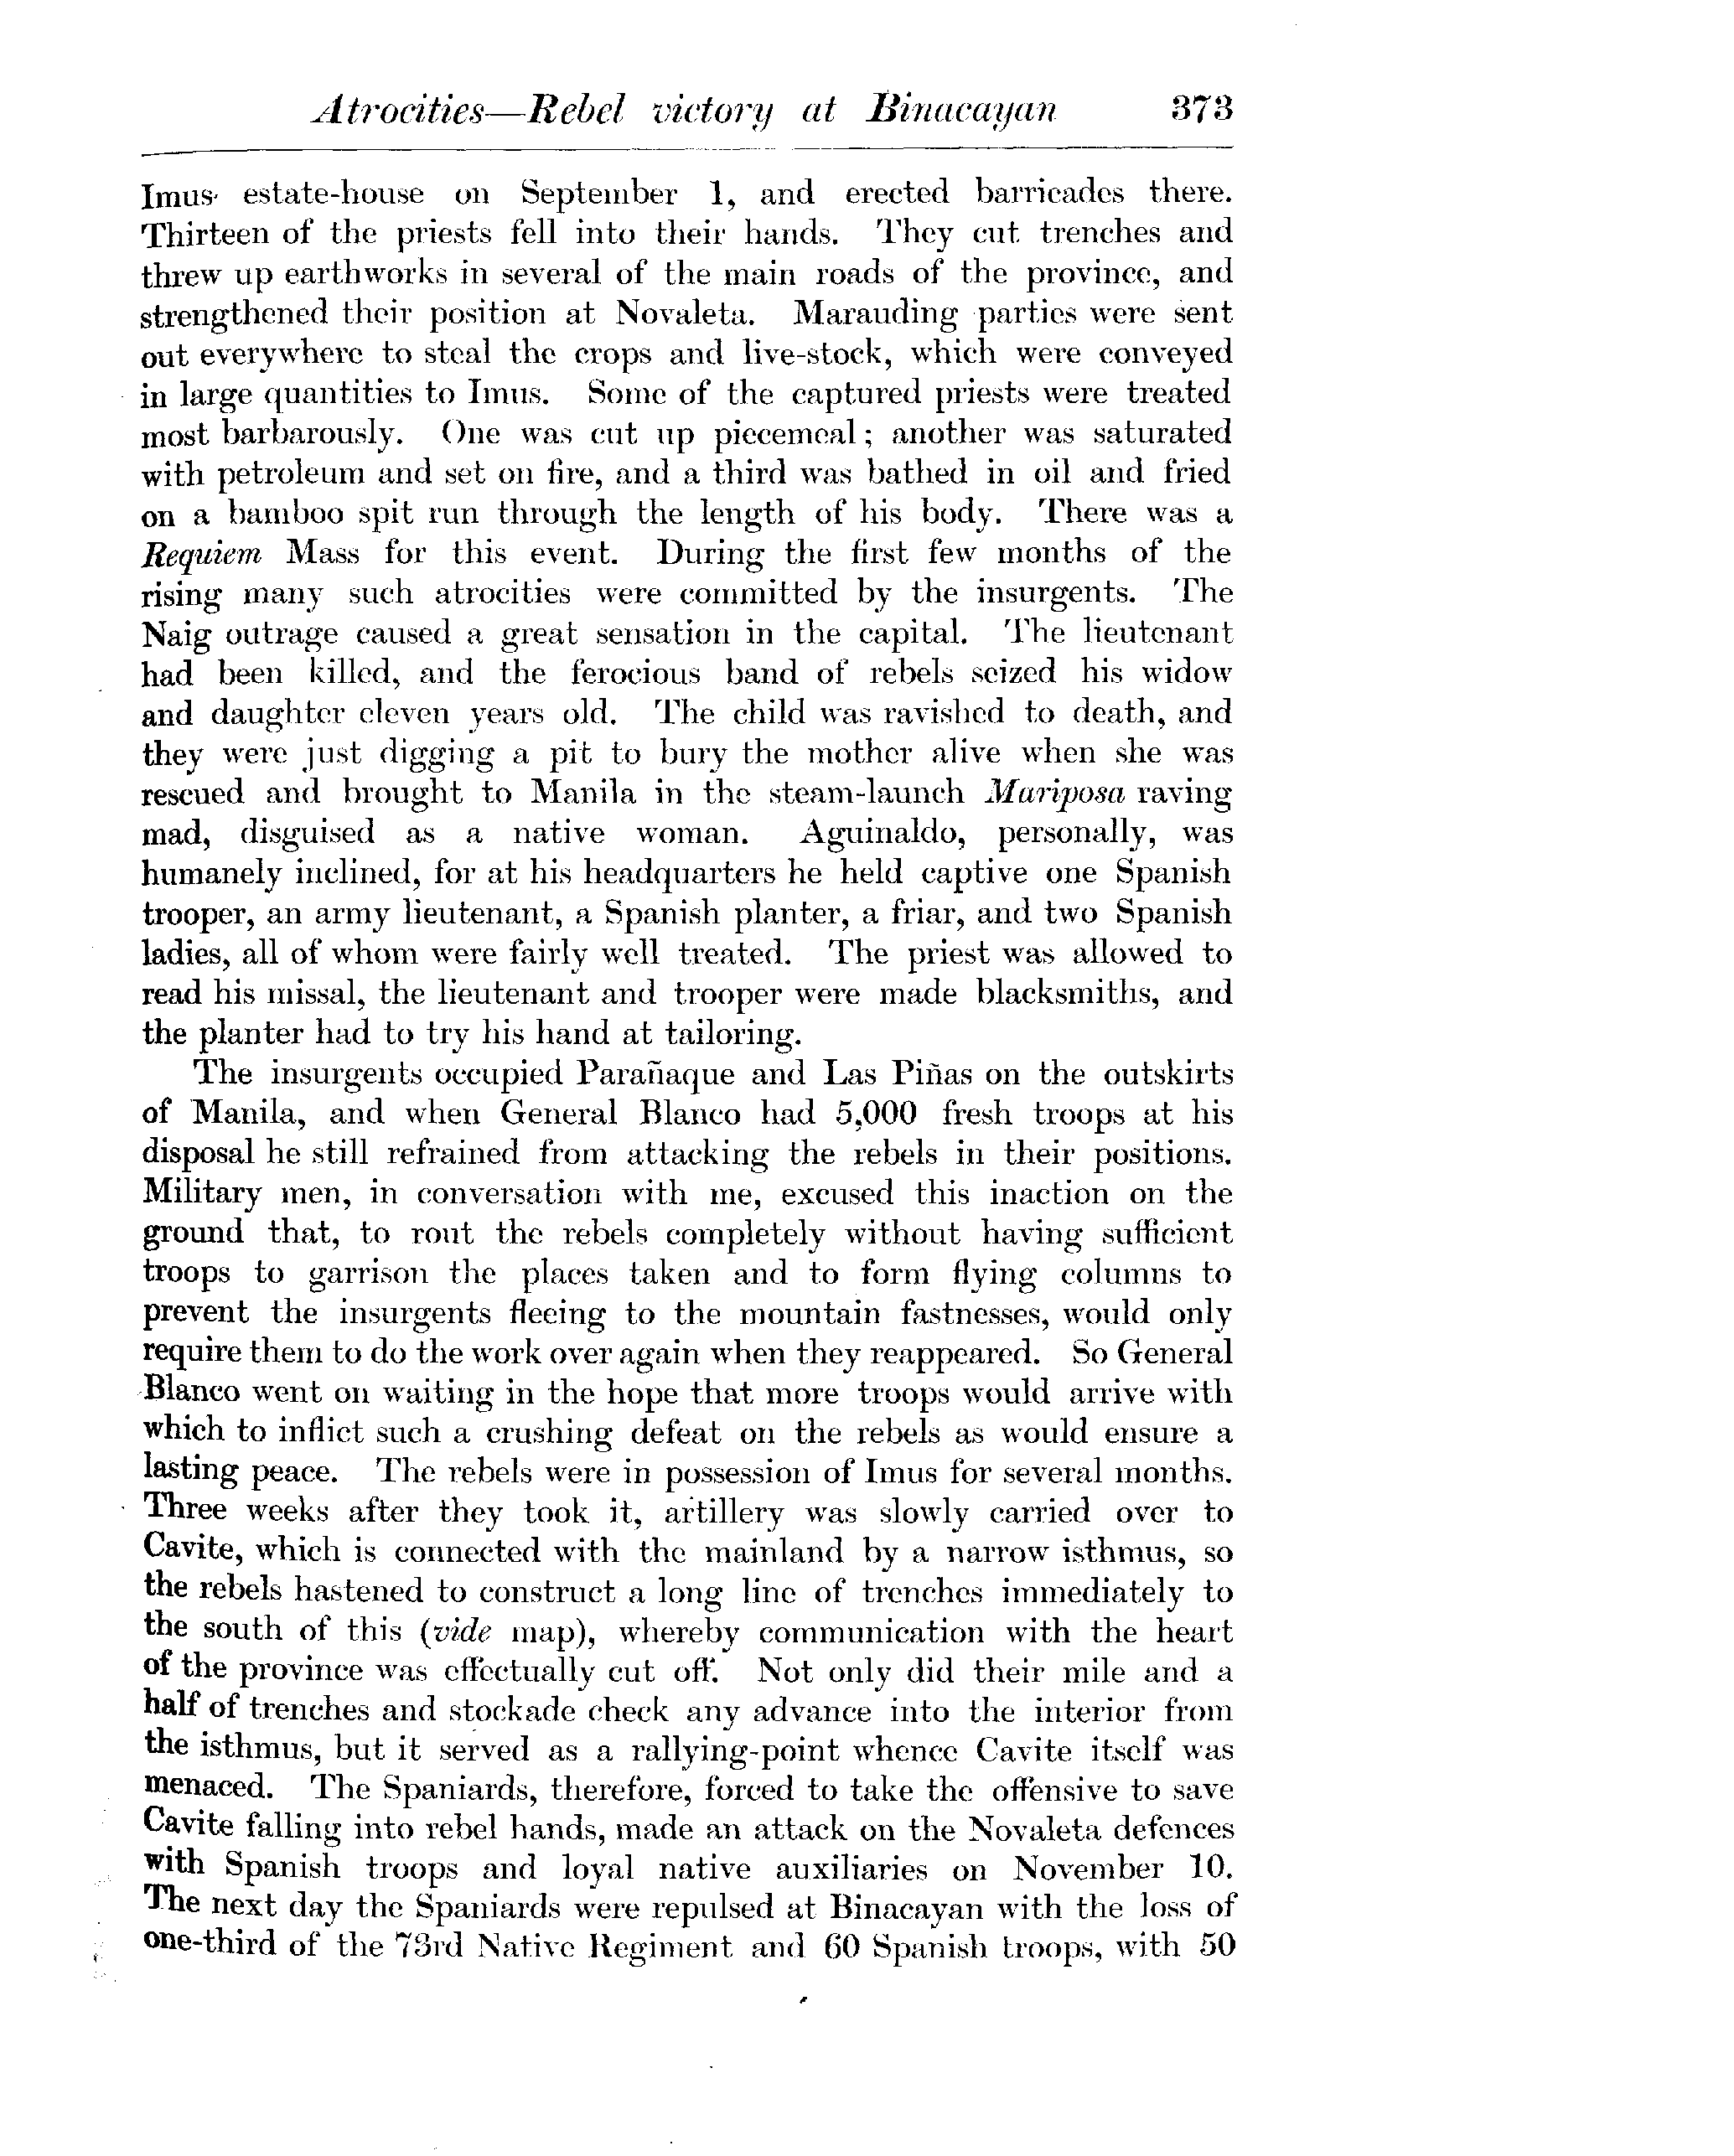 Atrocities—Rebel victory at Binacayan 373
Imus estate-house on September 1, and erected barricades there.
Thirteen of the priests fell into their hands. They cut trenches and
threw up earthworks in several of the main roads of the province, and
strengthened their position at Novaleta. Marauding parties were sent
out everywhere to steal the crops and live-stock, which were conveyed
in large quantities to Imus. Some of the captured priests were treated
most barbarously. One was cut up piecemeal; another was saturated
with petroleum and set on fire, and a third was bathed in oil and fried
on a bamboo spit run through the length of his body. There was a
Requiem Mass for this event. During the first few months of the
rising many such atrocities were committed by the insurgents. The
Naig outrage caused a great sensation in the capital. The lieutenant
had been killed, and the ferocious band of rebels seized his widow
and daughter eleven years old. The child was ravished to death, and
they were just digging a pit to bury the mother alive when she was
rescued and brought to Manila in the steam-launch Mariposa raving
mad, disguised as a native woman. Aguinaldo, personally, was
humanely inclined, for at his headquarters he held captive one Spanish
trooper, an army lieutenant, a Spanish planter, a friar, and two Spanish
ladies, all of whom were fairly well treated. The priest was allowed to
read his missal, the lieutenant and trooper were made blacksmiths, and
the planter had to try his hand at tailoring.
The insurgents occupied Parañaque and Las Piñas on the outskirts
of Manila, and when General Blanco had 5,000 fresh troops at his
disposal he still refrained from attacking the rebels in their positions.
Military men, in conversation with me, excused this inaction on the
ground that, to rout the rebels completely without having sufficient
troops to garrison the places taken and to form flying columns to
prevent the insurgents fleeing to the mountain fastnesses, would only
require them to do the work over again when they reappeared. So General
Blanco went on waiting in the hope that more troops would arrive with
which to inflict such a crushing defeat on the rebels as would ensure a
lasting peace. The rebels were in possession of Imus for several months.
Three weeks after they took it, artillery was slowly carried over to
Cavite, which is connected with the mainland by a narrow isthmus, so
the rebels hastened to construct a long line of trenches immediately to
the south of this (vide map), whereby communication with the heart
of the province was effectually cut off. Not only did their mile and a
half of trenches and stockade check any advance into the interior from
the isthmus, but it served as a rallying-point whence Cavite itself was
menaced. The Spaniards, therefore, forced to take the offensive to save
Cavite falling into rebel hands, made an attack on the Novaleta defences
with Spanish troops and loyal native auxiliaries on November 10.
The next day the Spaniards were repulsed at Binacayan with the loss of
one-third of the 73rd Native Regiment and 60 Spanish troops, with 50